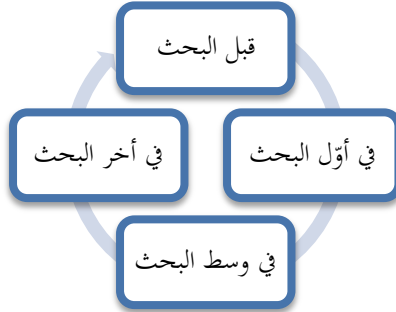 قبل البحث
في أوّل البحث
في وسط البحث
في أخر البحث